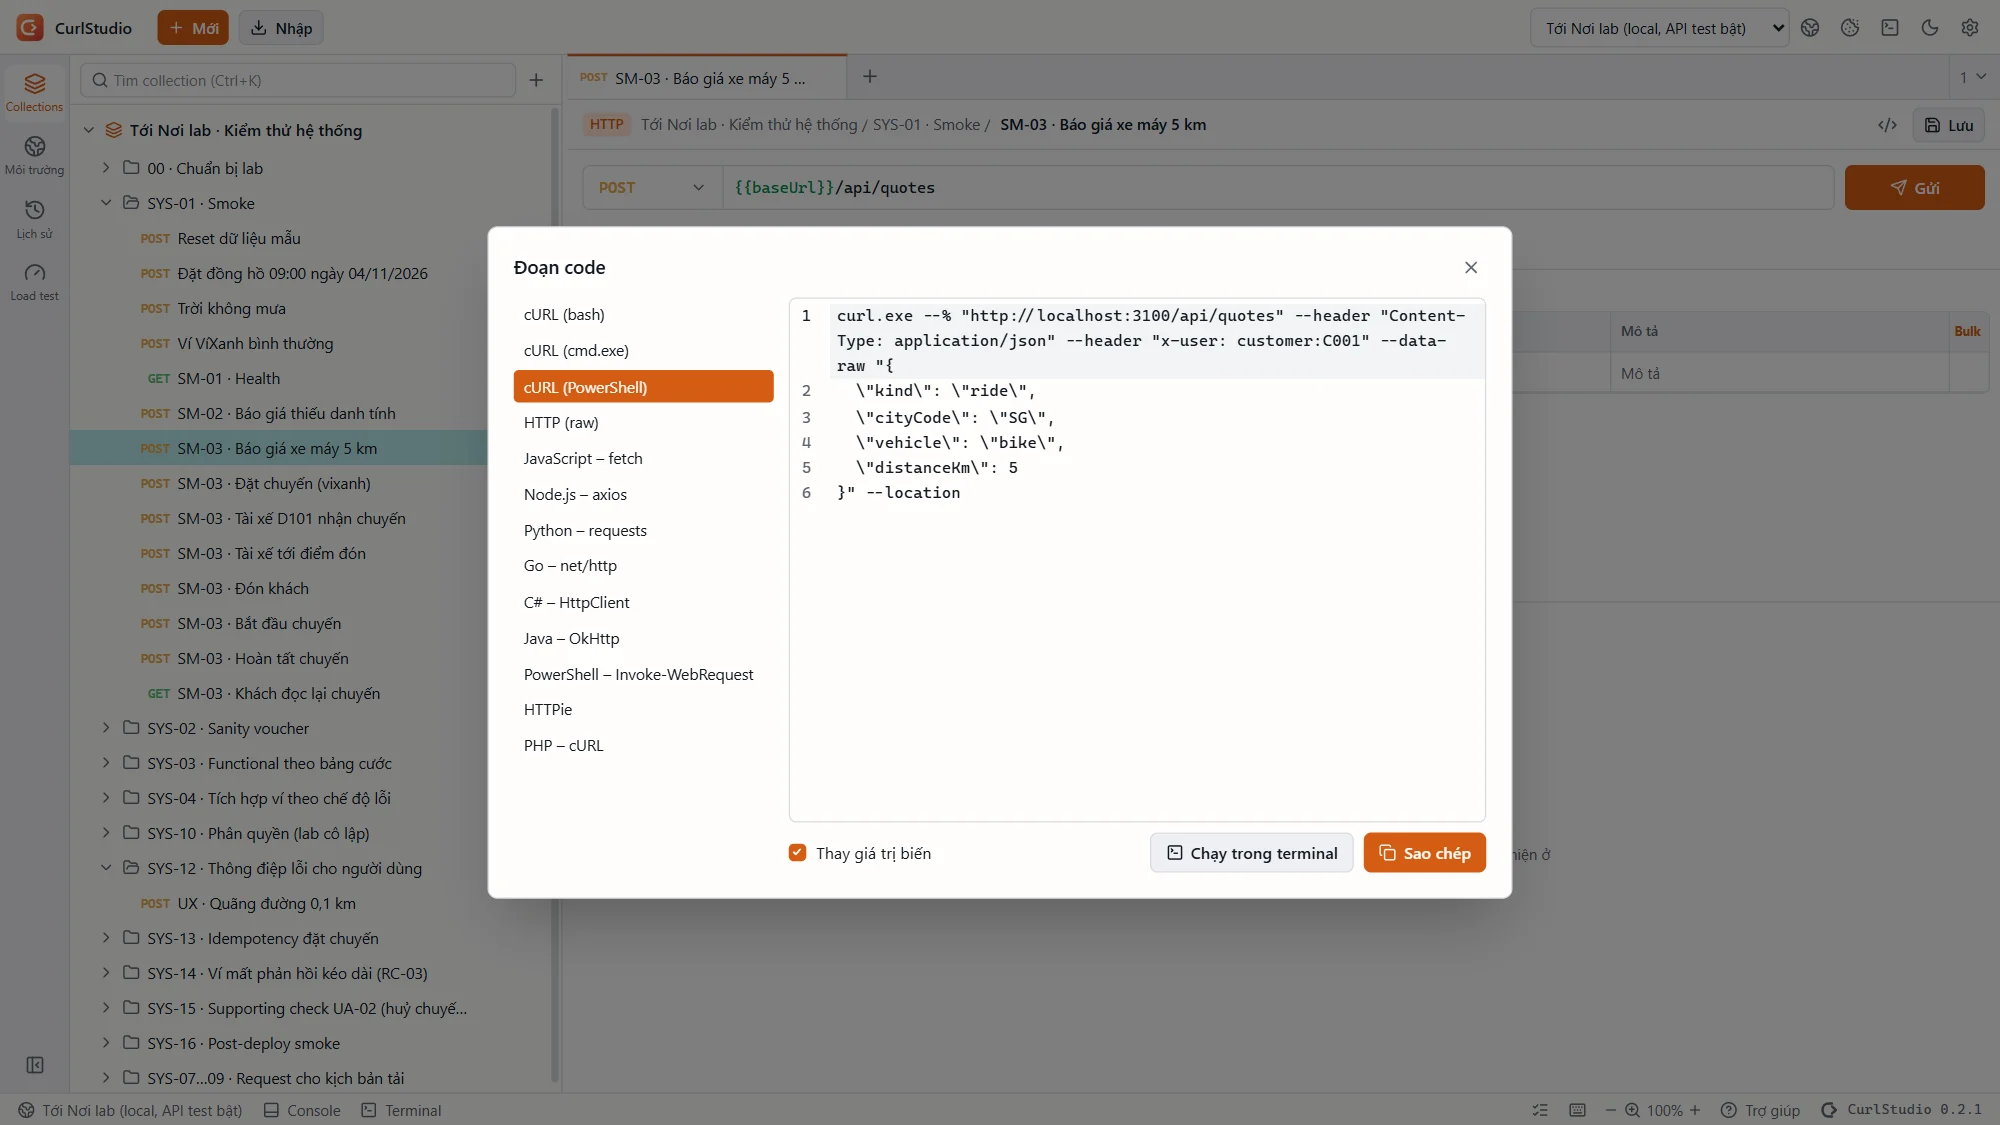 CurlStudio
Mới
Nhập
Tới Nơi lab (local, API test bật)
Collections
Môi trường
Lịch sử
Load test
Tìm collection (Ctrl+K)
Tới Nơi lab · Kiểm thử hệ thống
00 · Chuẩn bị lab
SYS-01 · Smoke
POST Reset dữ liệu mẫu
POST Đặt đồng hồ 09:00 ngày 04/11/2026
POST Trời không mưa
POST Ví VíXanh bình thường
GET SM-01 · Health
POST SM-02 · Báo giá thiếu danh tính
POST SM-03 · Báo giá xe máy 5 km
POST SM-03 · Đặt chuyến (vixanh)
POST SM-03 · Tài xế D101 nhận chuyến
POST SM-03 · Tài xế tới điểm đón
POST SM-03 · Đón khách
POST SM-03 · Bắt đầu chuyến
POST SM-03 · Hoàn tất chuyến
GET SM-03 · Khách đọc lại chuyến
SYS-02 · Sanity voucher
SYS-03 · Functional theo bảng cước
SYS-04 · Tích hợp ví theo chế độ lỗi
SYS-10 · Phân quyền (lab cô lập)
SYS-12 · Thông điệp lỗi cho người dùng
POST UX · Quãng đường 0,1 km
SYS-13 · Idempotency đặt chuyến
SYS-14 · Ví mất phản hồi kéo dài (RC-03)
SYS-15 · Supporting check UA-02 (huỷ chuyế...
SYS-16 · Post-deploy smoke
SYS-07...09 · Request cho kịch bản tải
POST SM-03 · Báo giá xe máy 5 ...
1
HTTP Tới Nơi lab · Kiểm thử hệ thống / SYS-01 · Smoke / SM-03 · Báo giá xe máy 5 km
</> Lưu
POST {{baseUrl}}/api/quotes
Gửi
Mô tả
Bulk
Mô tả
hiện ở
Đoạn code
cURL (bash)
cURL (cmd.exe)
cURL (PowerShell)
HTTP (raw)
JavaScript – fetch
Node.js – axios
Python – requests
Go – net/http
C# – HttpClient
Java – OkHttp
PowerShell – Invoke-WebRequest
HTTPie
PHP – cURL
1 curl.exe --% "http://localhost:3100/api/quotes" --header "Content-
Type: application/json" --header "x-user: customer:C001" --data-
raw "{
2 \"kind\": \"ride\",
3 \"cityCode\": \"SG\",
4 \"vehicle\": \"bike\",
5 \"distanceKm\": 5
6 }" --location
Thay giá trị biến
Chạy trong terminal
Sao chép
Tới Nơi lab (local, API test bật)
Console
Terminal
100%
Trợ giúp
CurlStudio 0.2.1